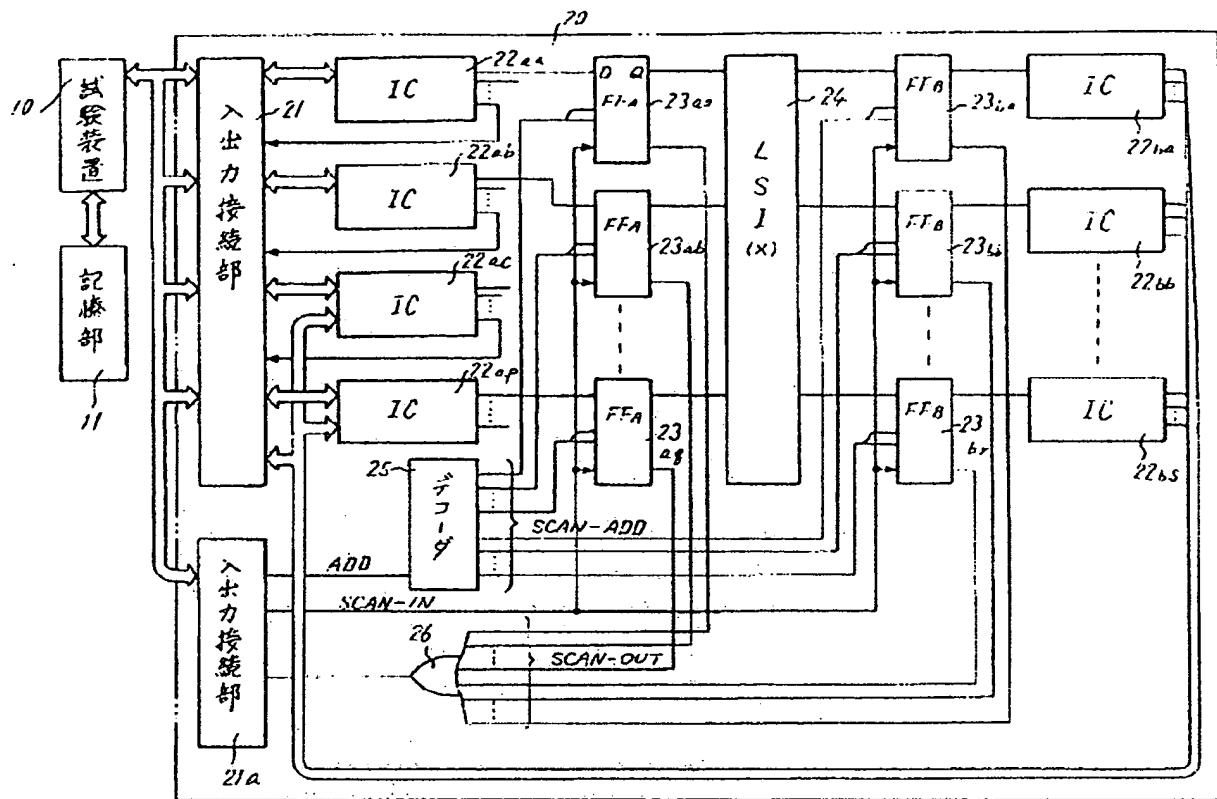 20
10
試験装置
記憶部
11
入出力接続部
21
22aa
IC
22ab
IC
22ac
IC
22ap
IC
D Q
FFA
23aa
FFA
23ab
FFA
23
aq
24
LSI
(X)
FFB
23ba
FFB
23bb
FFB
23
br
IC
22ba
IC
22bb
IC
22bs
25
デコーダ
SCAN-ADD
ADD
SCAN-IN
26
SCAN-OUT
入出力接続部
21a